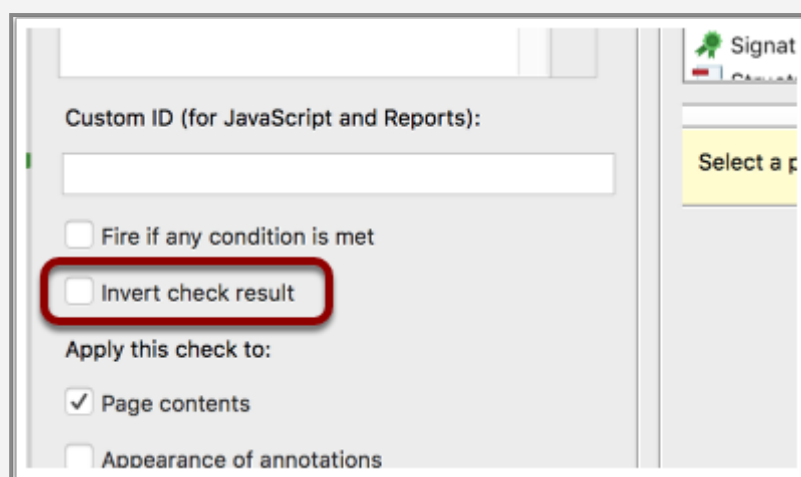 Signat
Custom ID (for JavaScript and Reports):
Select a p
Fire if any condition is met
Invert check result
Apply this check to:
Page contents
Appearance of annotations